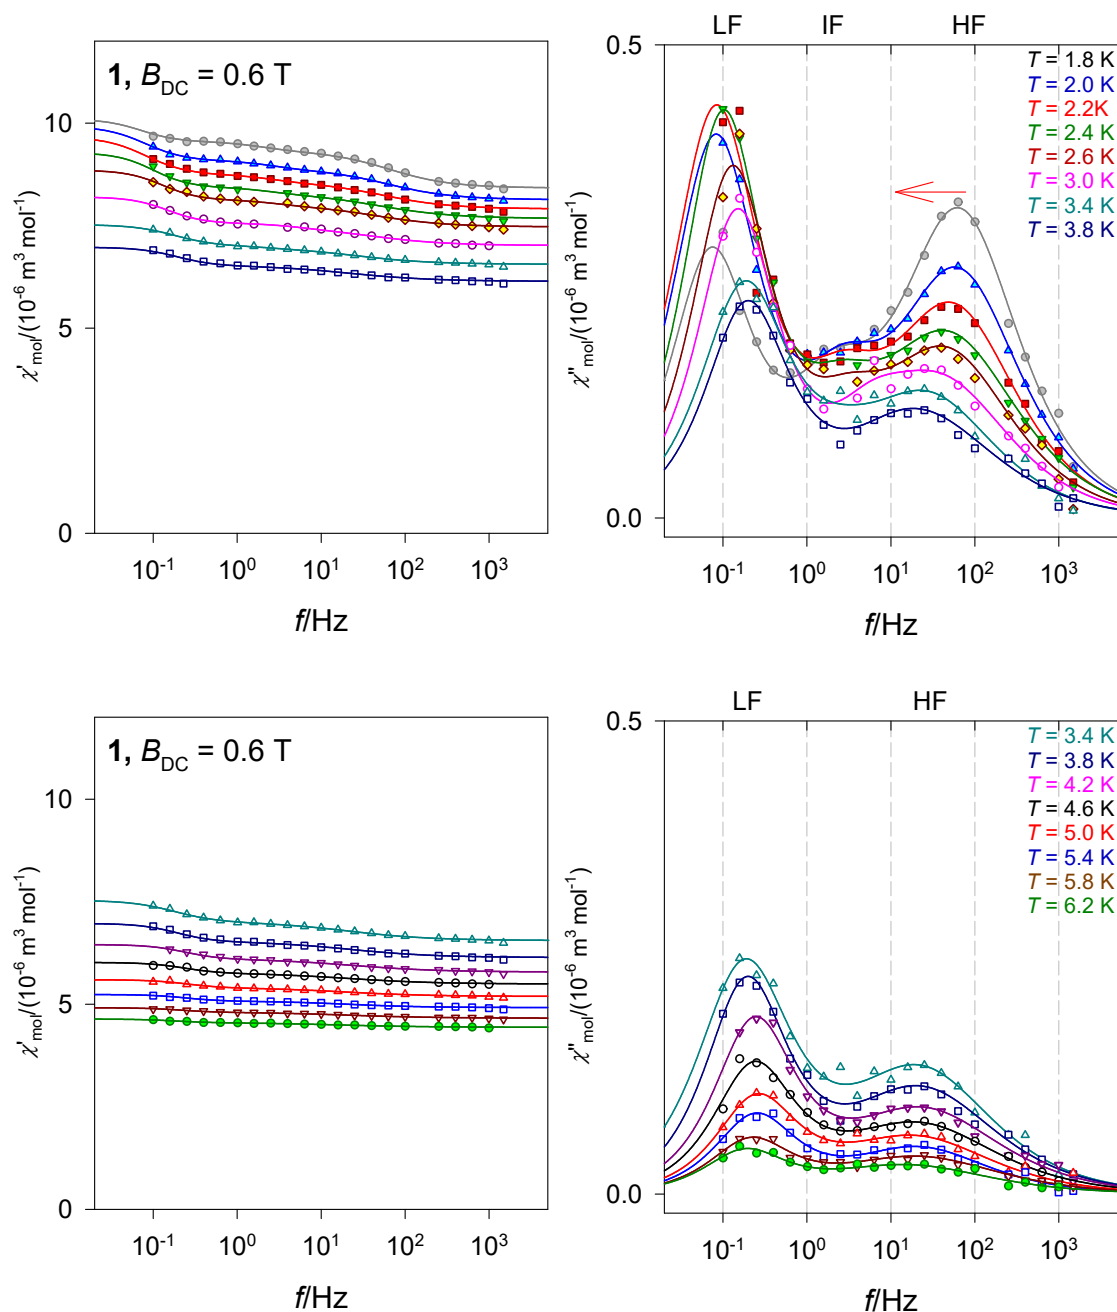 LF IF HF
1, B_DC = 0.6 T
T = 1.8 K
T = 2.0 K
T = 2.2K
T = 2.4 K
T = 2.6 K
T = 3.0 K
T = 3.4 K
T = 3.8 K
χ'_mol/(10^-6 m^3 mol^-1)
10
5
0
10^-1 10^0 10^1 10^2 10^3
f/Hz
χ"_mol/(10^-6 m^3 mol^-1)
0.5
0.0
10^-1 10^0 10^1 10^2 10^3
f/Hz
LF HF
1, B_DC = 0.6 T
T = 3.4 K
T = 3.8 K
T = 4.2 K
T = 4.6 K
T = 5.0 K
T = 5.4 K
T = 5.8 K
T = 6.2 K
χ'_mol/(10^-6 m^3 mol^-1)
10
5
0
10^-1 10^0 10^1 10^2 10^3
f/Hz
χ"_mol/(10^-6 m^3 mol^-1)
0.5
0.0
10^-1 10^0 10^1 10^2 10^3
f/Hz